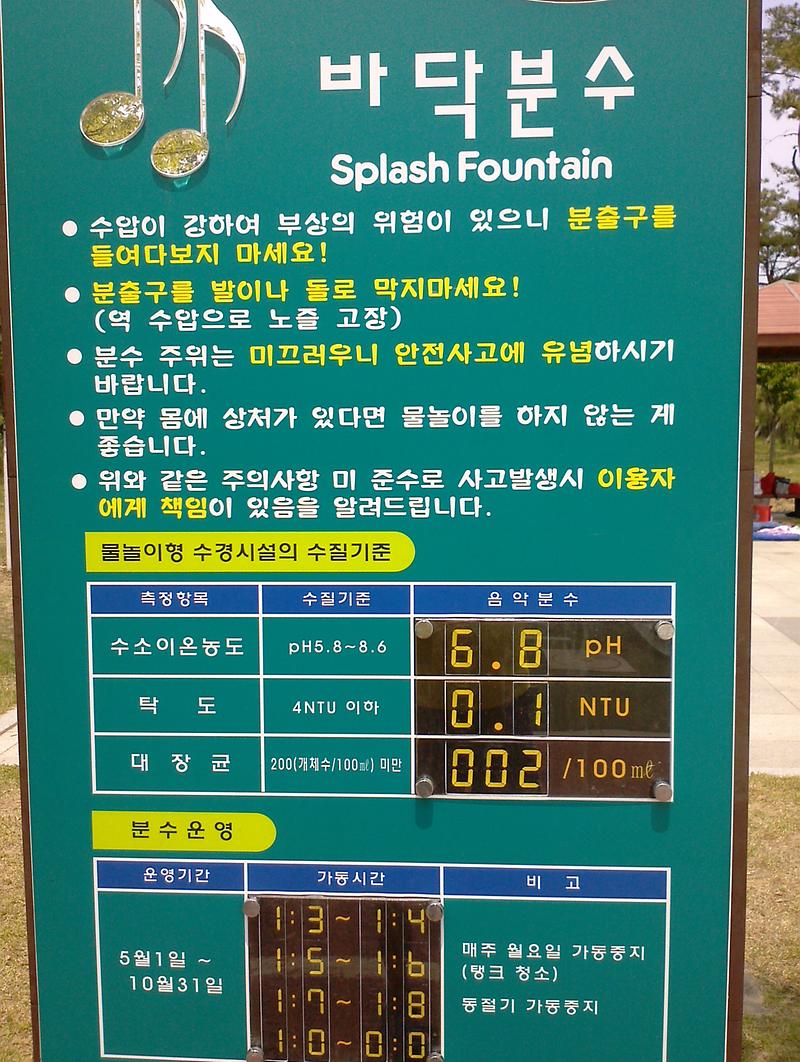 바닥분수
Splash Fountain
● 수압이 강하여 부상의 위험이 있으니 분출구를
들여다보지 마세요!
● 분출구를 발이나 돌로 막지마세요!
(역 수압으로 노즐 고장)
● 분수 주위는 미끄러우니 안전사고에 유념하시기
바랍니다.
● 만약 몸에 상처가 있다면 물놀이를 하지 않는 게
좋습니다.
● 위와 같은 주의사항 미 준수로 사고발생시 이용자
에게 책임이 있음을 알려드립니다.
물놀이형 수경시설의 수질기준
측정항목 수질기준 음악분수
수소이온농도 pH5.8~8.6 6.8 pH
탁 도 4NTU 이하 0.1 NTU
대 장 균 200(개체수/100㎖) 미만 002 /100㎖
분수운영
운영기간 가동시간 비 고
1:3 ~ 1:4
5월1일 ~ 1:5 ~ 1:6 매주 월요일 가동중지
10월31일 (탱크 청소)
1:7 ~ 1:8 동절기 가동중지
1:0 ~ 0:0